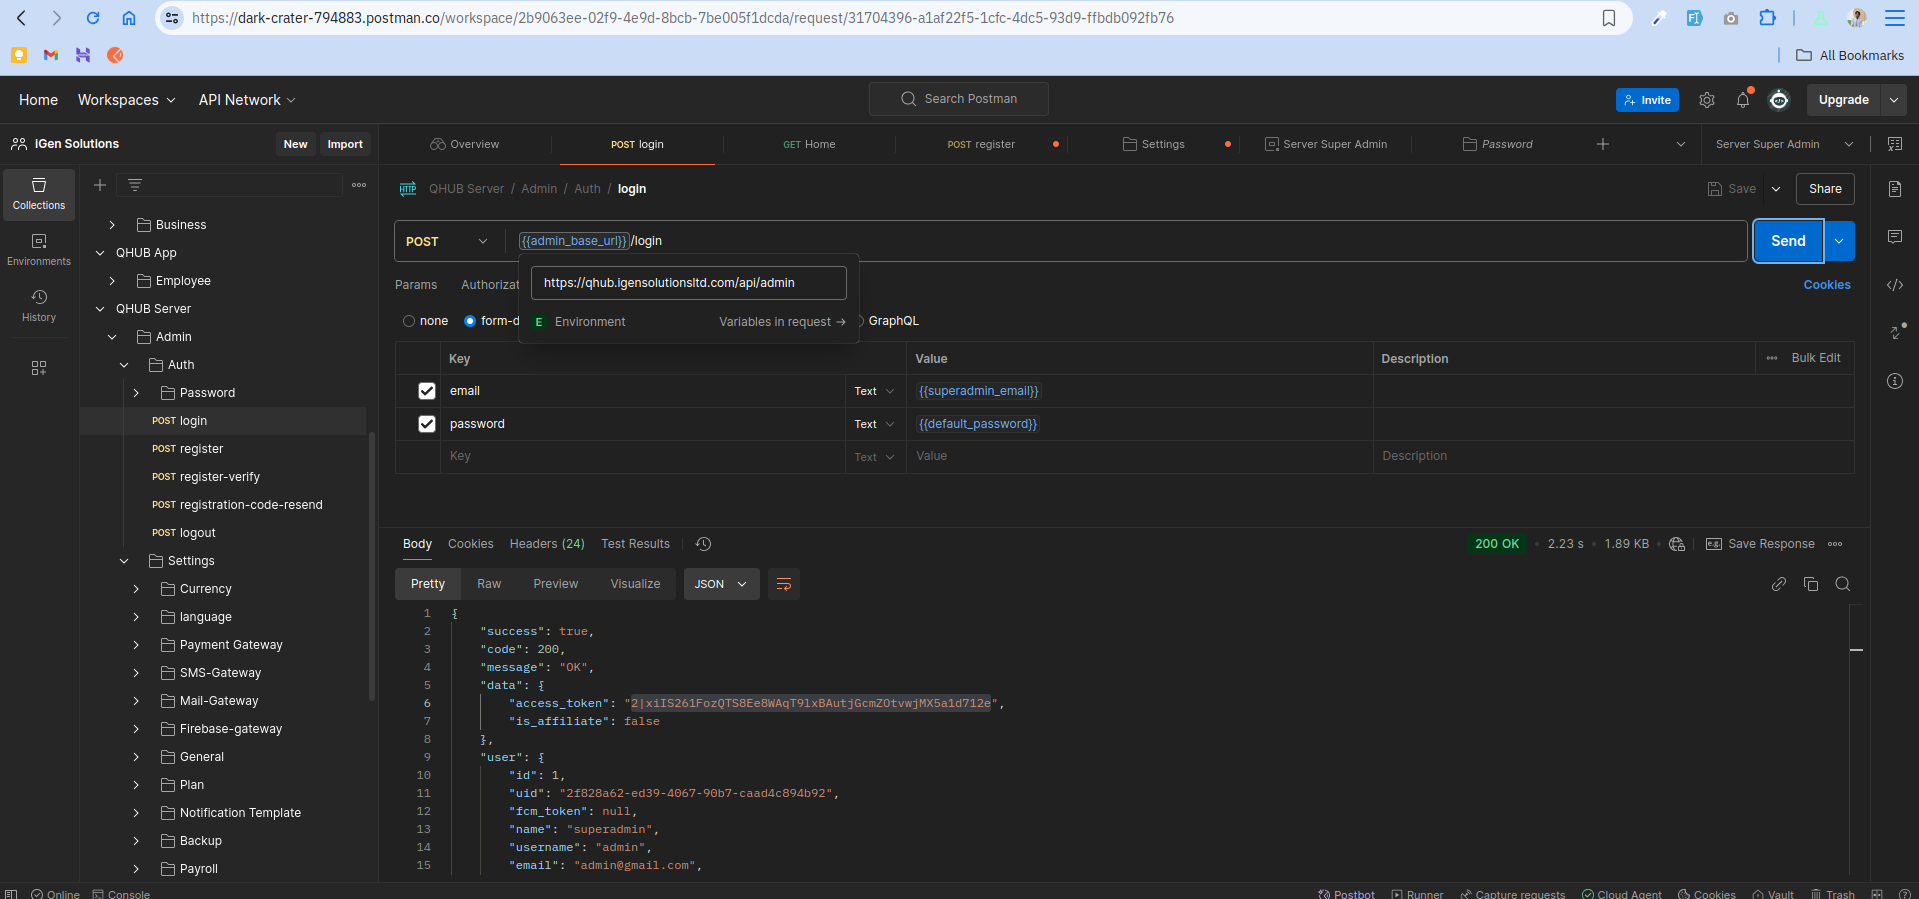 https://dark-crater-794883.postman.co/workspace/2b9063ee-02f9-4e9d-8bcb-7be005f1dcda/request/31704396-a1af22f5-1cfc-4dc5-93d9-ffbdb092fb76
All Bookmarks
Home Workspaces API Network Search Postman Invite Upgrade
iGen Solutions New Import
Overview POST login GET Home POST register Settings Server Super Admin Password Server Super Admin
Collections
Environments
History
Business
QHUB App
Employee
QHUB Server
Admin
Auth
Password
POST login
POST register
POST register-verify
POST registration-code-resend
POST logout
Settings
Currency
language
Payment Gateway
SMS-Gateway
Mail-Gateway
Firebase-gateway
General
Plan
Notification Template
Backup
Payroll
HTTP QHUB Server / Admin / Auth / login Save Share
POST {{admin_base_url}}/login Send
https://qhub.igensolutionsltd.com/api/admin
E Environment Variables in request →
Params Authorizat Cookies
none form-d GraphQL
Key Value Description Bulk Edit
email Text {{superadmin_email}}
password Text {{default_password}}
Key Text Value Description
Body Cookies Headers (24) Test Results 200 OK 2.23 s 1.89 KB Save Response
Pretty Raw Preview Visualize JSON
1 {
2 "success": true,
3 "code": 200,
4 "message": "OK",
5 "data": {
6 "access_token": "2|xiIS261FozQTS8Ee8WAqT9lxBAutjGcmZOtvwjMX5a1d712e",
7 "is_affiliate": false
8 },
9 "user": {
10 "id": 1,
11 "uid": "2f828a62-ed39-4067-90b7-caad4c894b92",
12 "fcm_token": null,
13 "name": "superadmin",
14 "username": "admin",
15 "email": "admin@gmail.com",
Online Console Postbot Runner Capture requests Cloud Agent Cookies Vault Trash